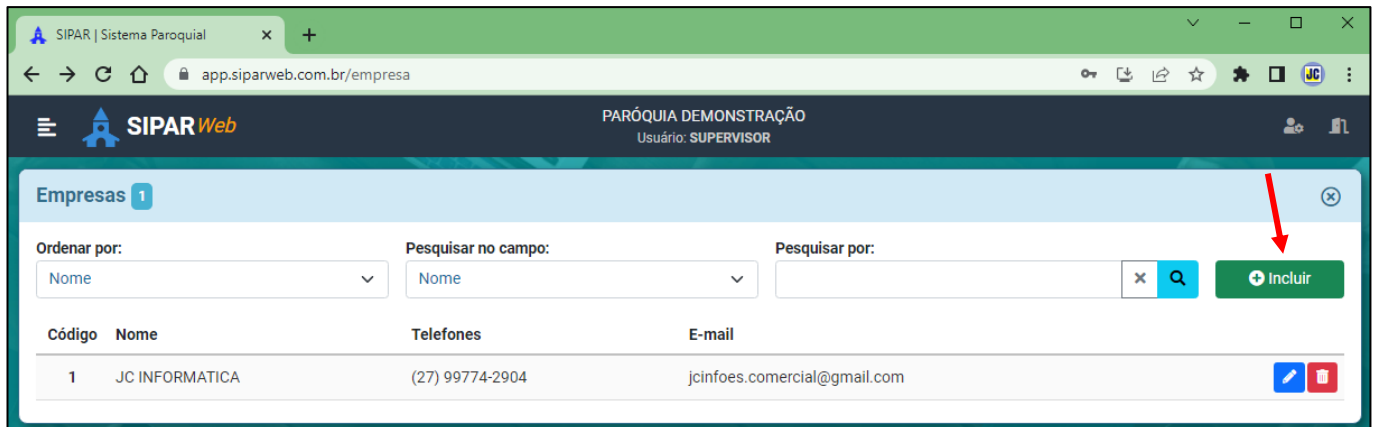 SIPAR | Sistema Paroquial
app.siparweb.com.br/empresa
JC
SIPAR Web
PARÓQUIA DEMONSTRAÇÃO
Usuário: SUPERVISOR
Empresas 1
Ordenar por: Pesquisar no campo: Pesquisar por:
Nome Nome Incluir
Código Nome Telefones E-mail
1 JC INFORMATICA (27) 99774-2904 jcinfoes.comercial@gmail.com